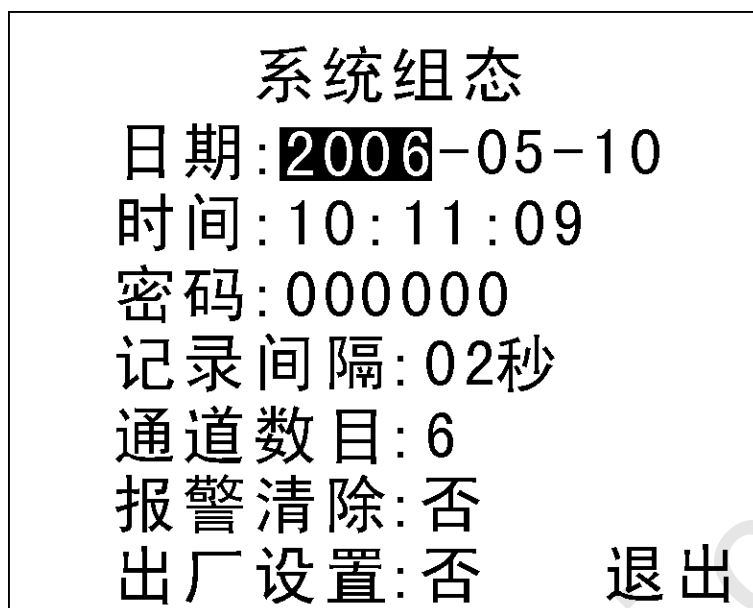 系统组态
日期:2006-05-10
时间:10:11:09
密码:000000
记录间隔:02秒
通道数目:6
报警清除:否
出厂设置:否 退出